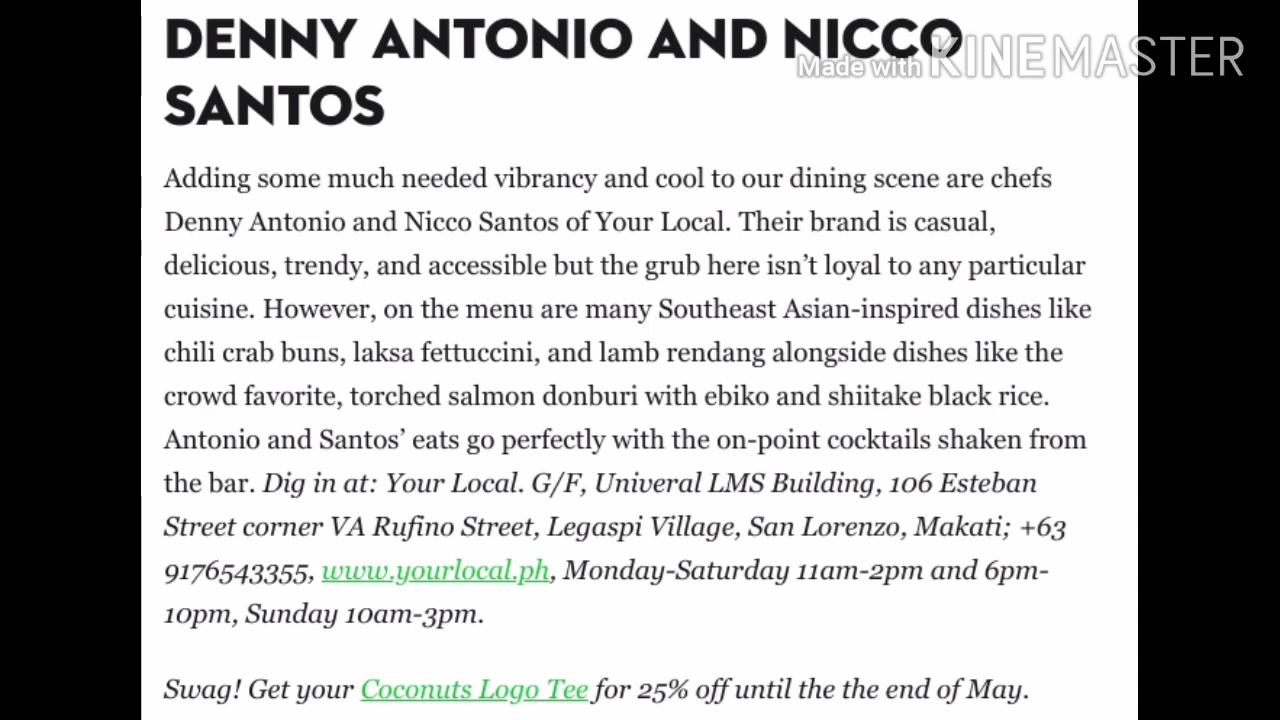 DENNY ANTONIO AND NICCO
Made with KINEMASTER
SANTOS
Adding some much needed vibrancy and cool to our dining scene are chefs
Denny Antonio and Nicco Santos of Your Local. Their brand is casual,
delicious, trendy, and accessible but the grub here isn’t loyal to any particular
cuisine. However, on the menu are many Southeast Asian-inspired dishes like
chili crab buns, laksa fettuccini, and lamb rendang alongside dishes like the
crowd favorite, torched salmon donburi with ebiko and shiitake black rice.
Antonio and Santos’ eats go perfectly with the on-point cocktails shaken from
the bar. Dig in at: Your Local. G/F, Univeral LMS Building, 106 Esteban
Street corner VA Rufino Street, Legaspi Village, San Lorenzo, Makati; +63
9176543355, www.yourlocal.ph, Monday-Saturday 11am-2pm and 6pm-
10pm, Sunday 10am-3pm.
Swag! Get your Coconuts Logo Tee for 25% off until the the end of May.